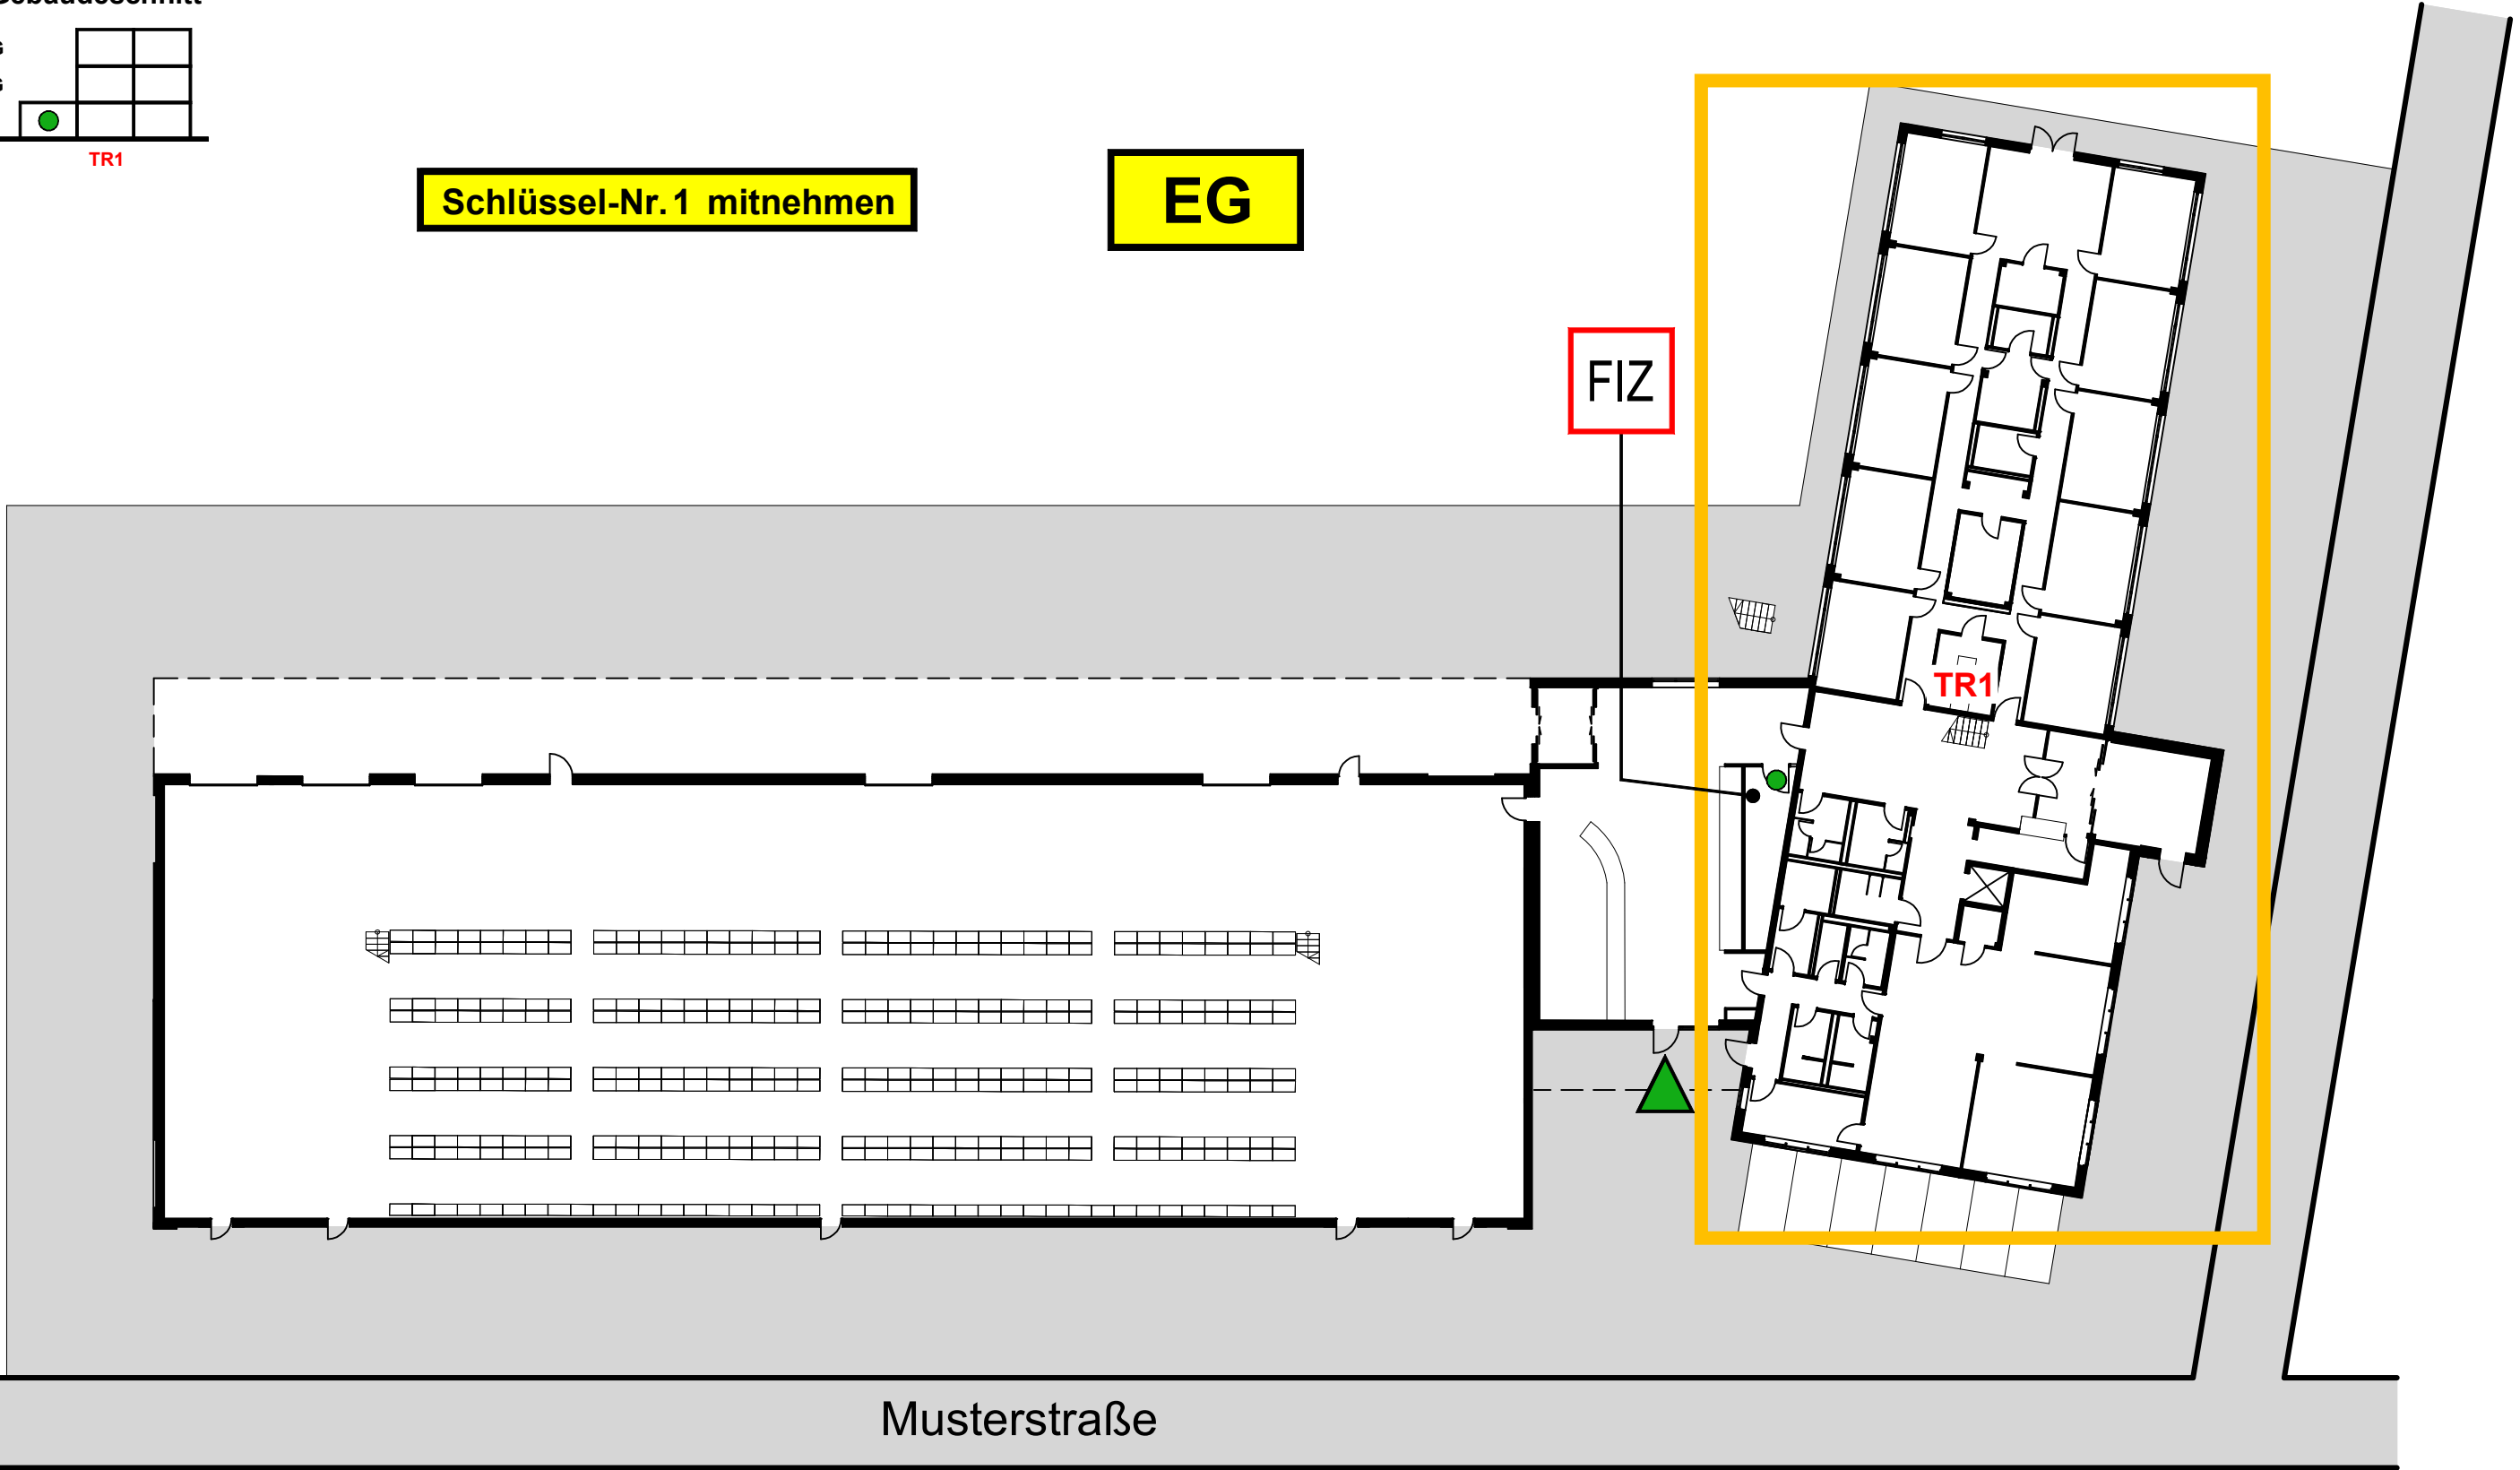 TR1
Schlüssel-Nr. 1 mitnehmen
EG
FIZ
TR1
Musterstraße